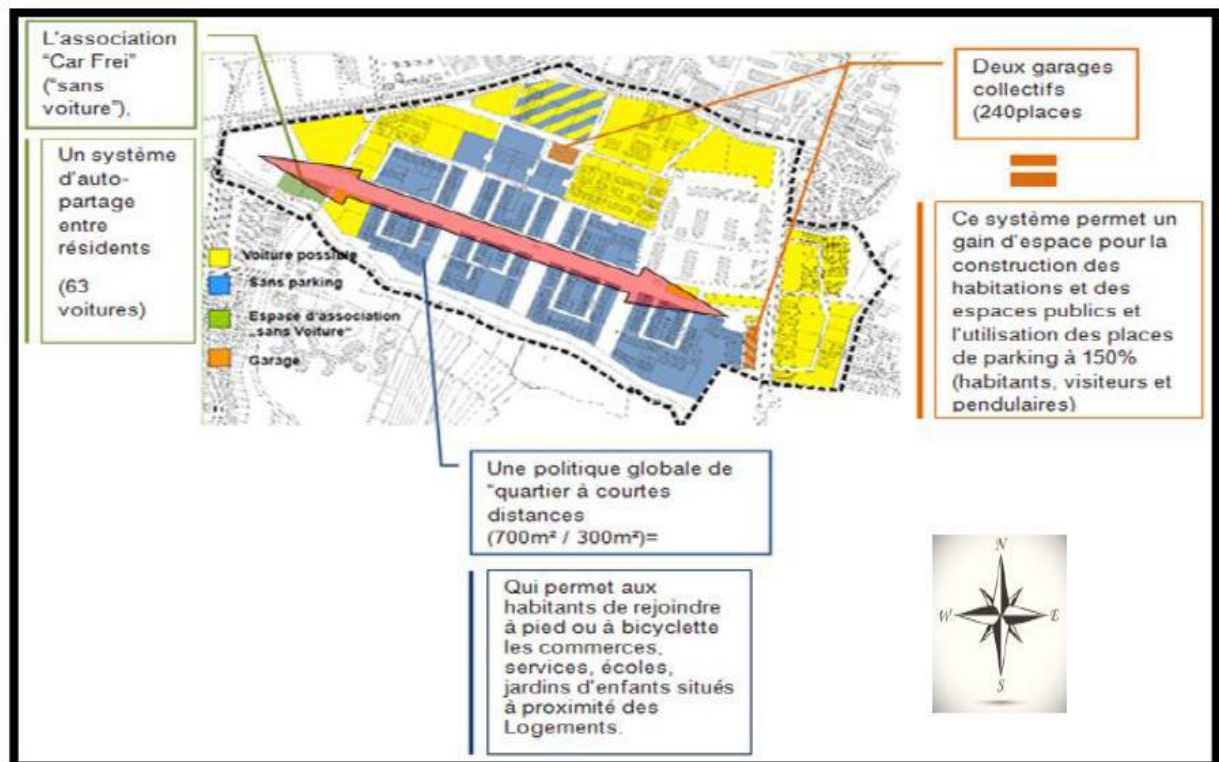 L'association
“Car Frei”
(“sans
voiture”).
Un système
d'auto-
partage
entre
résidents
(63
voitures)
Voiture possible
Sans parking
Espace d'association
„sans Voiture“
Garage
Deux garages
collectifs
(240places
Ce système permet un
gain d'espace pour la
construction des
habitations et des
espaces publics et
l'utilisation des places
de parking à 150%
(habitants, visiteurs et
pendulaires)
Une politique globale de
“quartier à courtes
distances
(700m² / 300m²)=
Qui permet aux
habitants de rejoindre
à pied ou à bicyclette
les commerces,
services, écoles,
jardins d'enfants situés
à proximité des
Logements.
N
W E
S